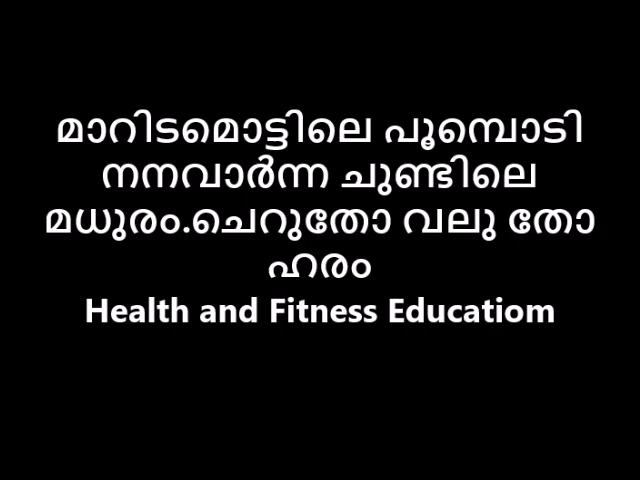 മാറിടമൊട്ടിലെ പൂമ്പൊടി
നനവാർന്ന ചുണ്ടിലെ
മധുരം.ചെറുതോ വലു തോ
ഹരം
Health and Fitness Educatiom